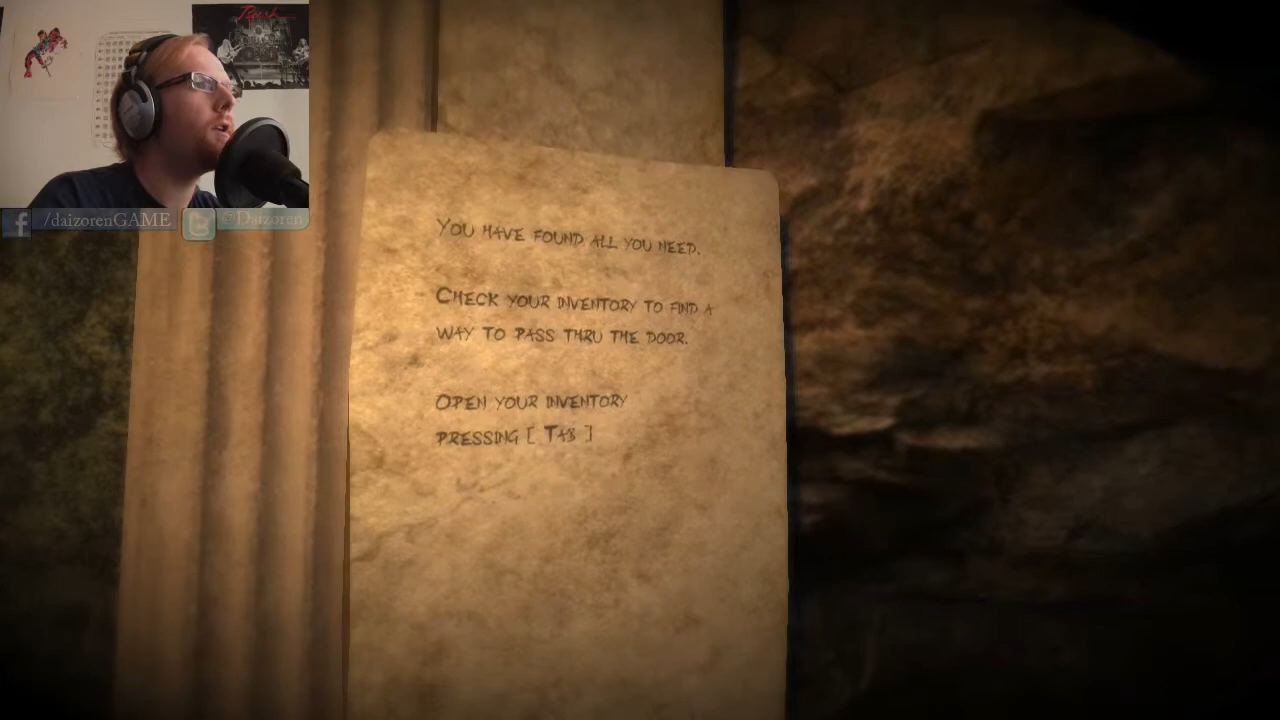 Rush
/daizorenGAME
@Daizoren
You have found all you need.
Check your inventory to find a
way to pass thru the door.
Open your inventory
pressing [ Tab ]